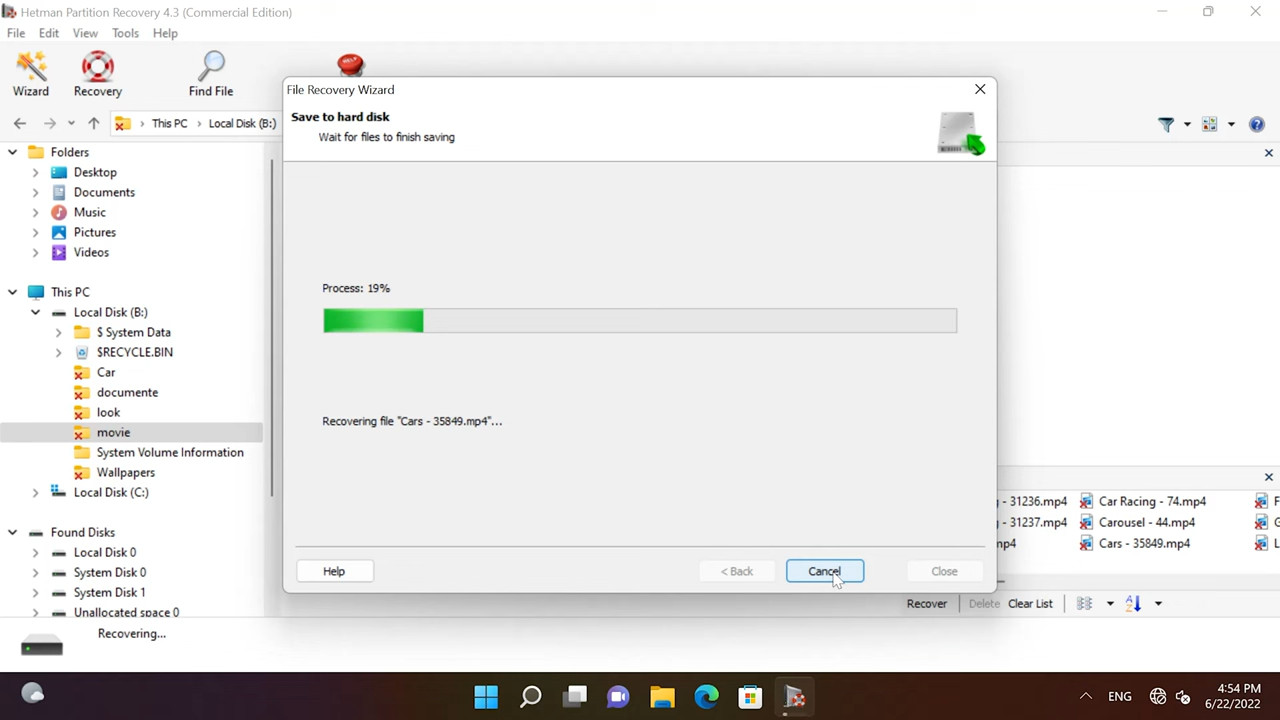 Hetman Partition Recovery 4.3 (Commercial Edition)
File Edit View Tools Help
Wizard Recovery Find File HELP
This PC Local Disk (B:)
Folders
Desktop
Documents
Music
Pictures
Videos
This PC
Local Disk (B:)
$ System Data
$RECYCLE.BIN
Car
documente
look
movie
System Volume Information
Wallpapers
Local Disk (C:)
Found Disks
Local Disk 0
System Disk 0
System Disk 1
Unallocated space 0
File Recovery Wizard
Save to hard disk
Wait for files to finish saving
Process: 19%
Recovering file "Cars - 35849.mp4"...
Help < Back Cancel Close
- 31236.mp4 Car Racing - 74.mp4 F
- 31237.mp4 Carousel - 44.mp4 G
mp4 Cars - 35849.mp4 L
Recover Delete Clear List
Recovering...
ENG 4:54 PM
6/22/2022